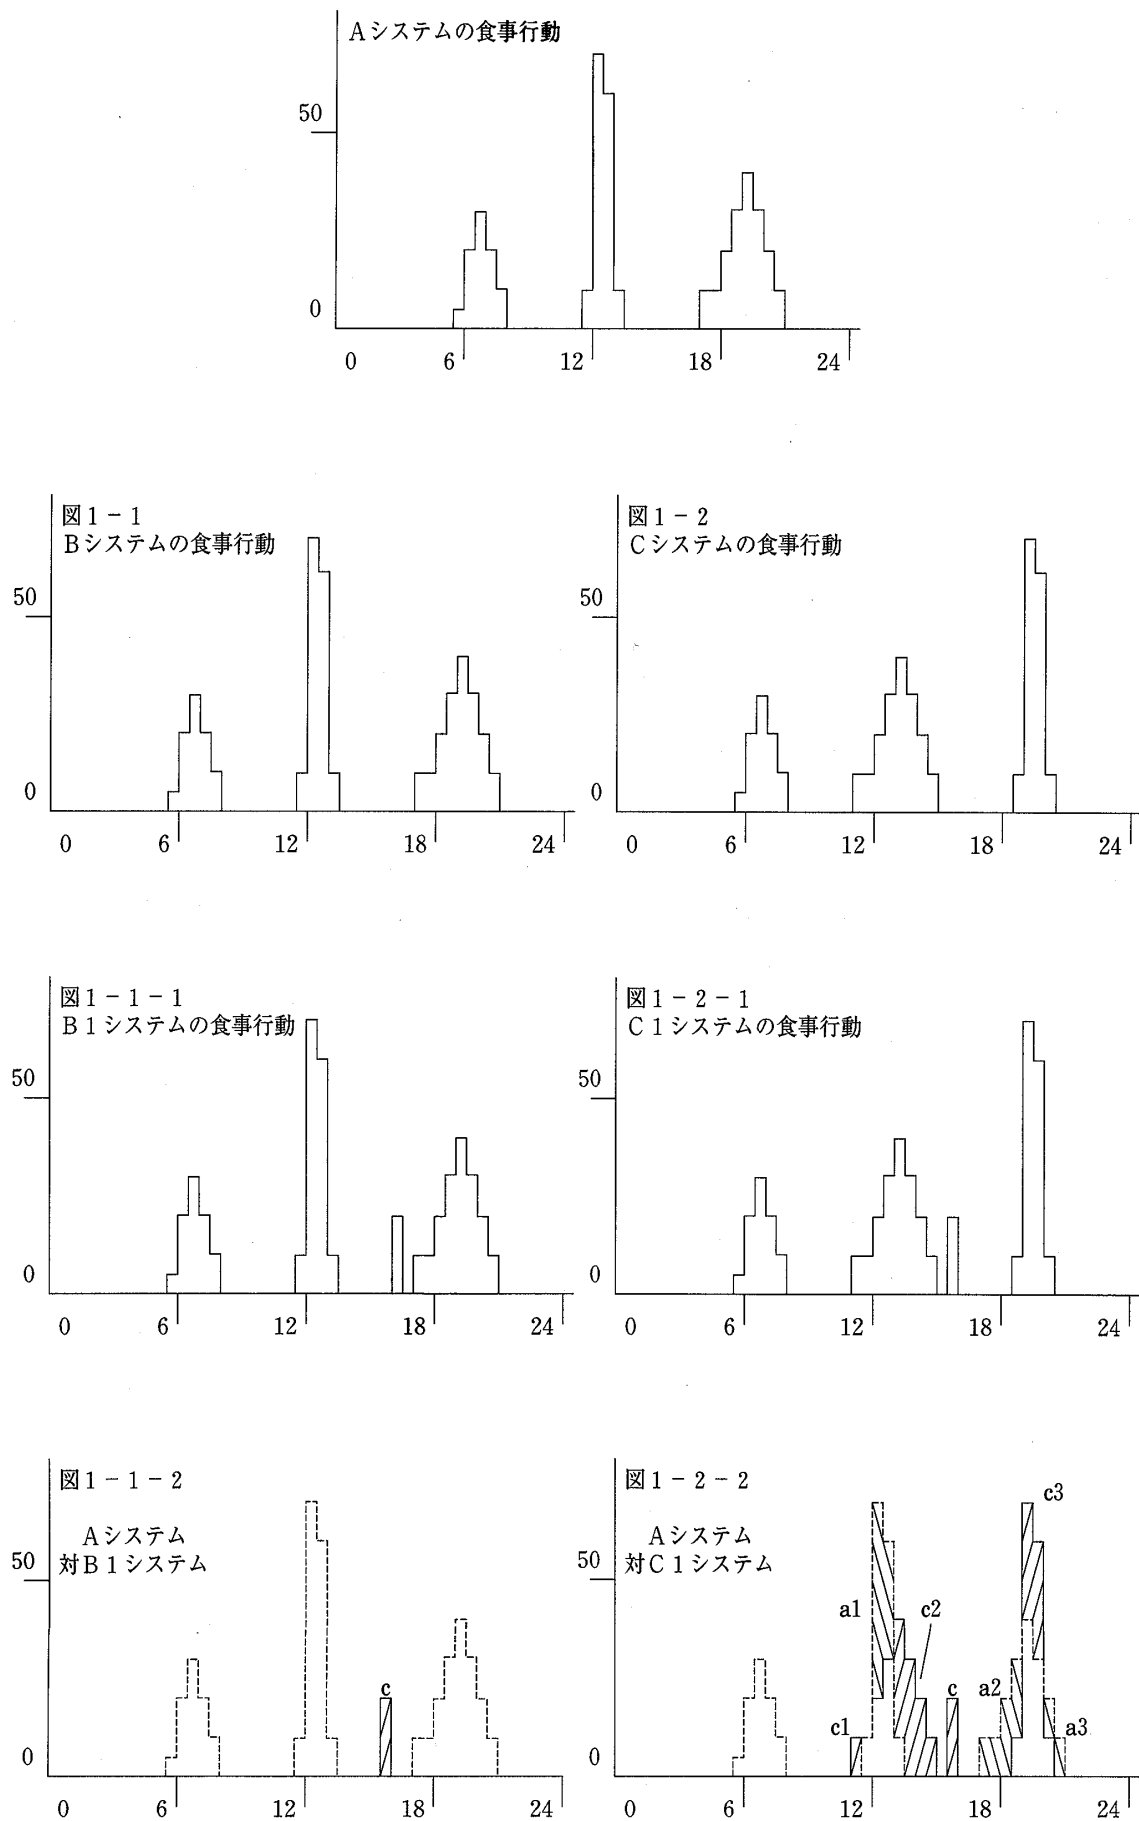 Aシステムの食事行動
50
0
0 6 12 18 24
図1-1
Bシステムの食事行動
50
0
0 6 12 18 24
図1-2
Cシステムの食事行動
50
0
0 6 12 18 24
図1-1-1
B1システムの食事行動
50
0
0 6 12 18 24
図1-2-1
C1システムの食事行動
50
0
0 6 12 18 24
図1-1-2
Aシステム
対B1システム
50
c
0
0 6 12 18 24
図1-2-2
c3
Aシステム
対C1システム
50
a1 c2
c a2
c1 a3
0
0 6 12 18 24